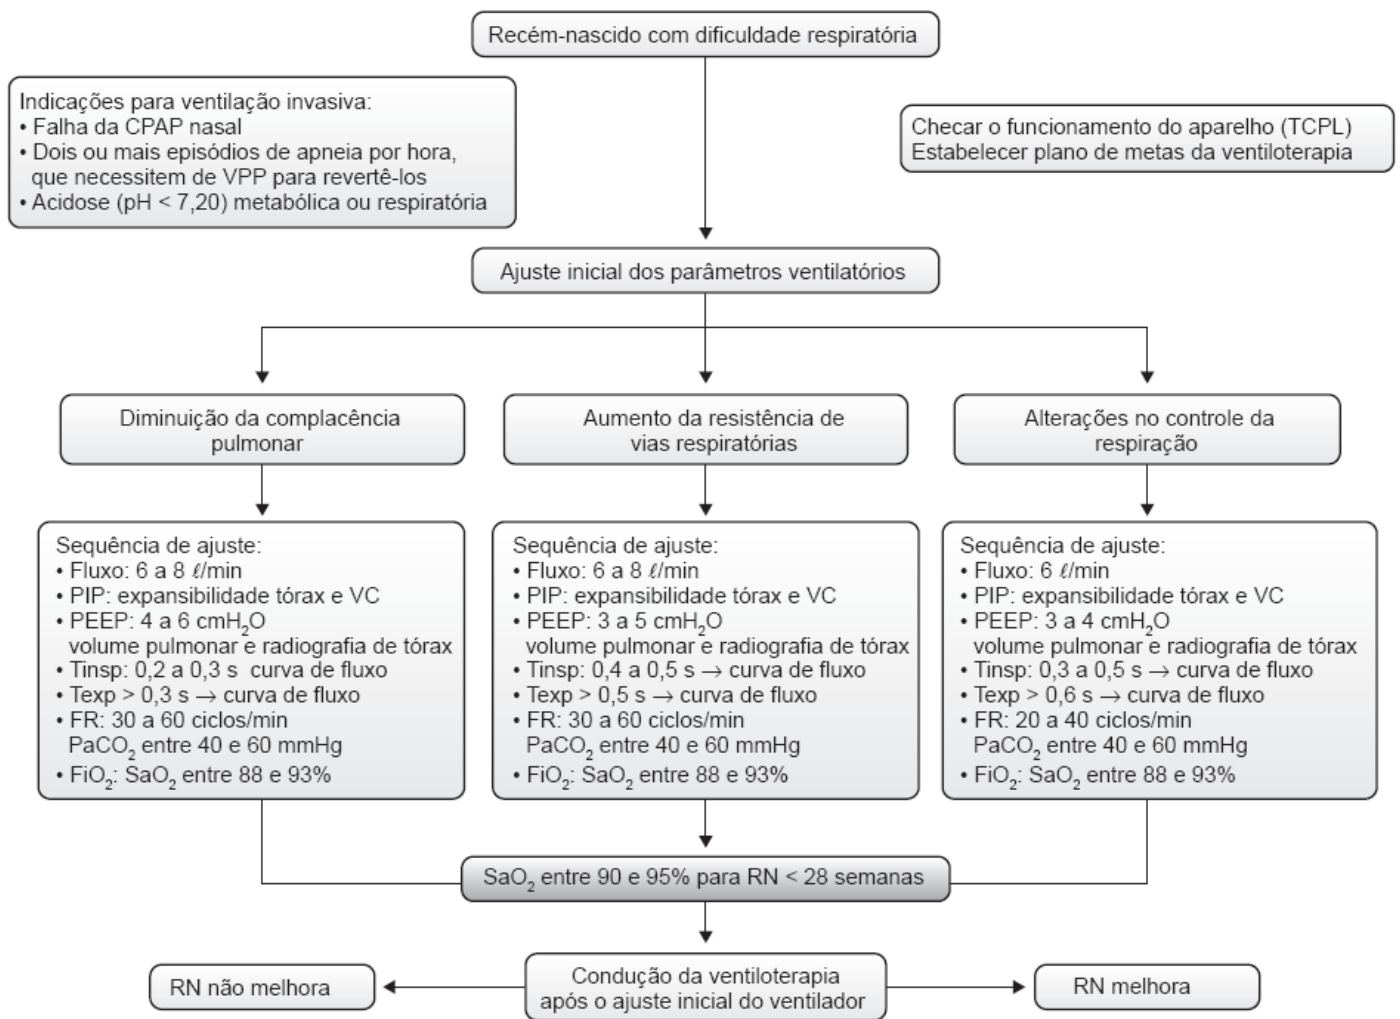 Recém-nascido com dificuldade respiratória
Indicações para ventilação invasiva:
• Falha da CPAP nasal
• Dois ou mais episódios de apneia por hora,
que necessitem de VPP para revertê-los
• Acidose (pH < 7,20) metabólica ou respiratória
Checar o funcionamento do aparelho (TCPL)
Estabelecer plano de metas da ventiloterapia
Ajuste inicial dos parâmetros ventilatórios
Diminuição da complacência
pulmonar
Aumento da resistência de
vias respiratórias
Alterações no controle da
respiração
Sequência de ajuste:
• Fluxo: 6 a 8 ℓ/min
• PIP: expansibilidade tórax e VC
• PEEP: 4 a 6 cmH₂O
volume pulmonar e radiografia de tórax
• Tinsp: 0,2 a 0,3 s curva de fluxo
• Texp > 0,3 s → curva de fluxo
• FR: 30 a 60 ciclos/min
PaCO₂ entre 40 e 60 mmHg
• FiO₂: SaO₂ entre 88 e 93%
Sequência de ajuste:
• Fluxo: 6 a 8 ℓ/min
• PIP: expansibilidade tórax e VC
• PEEP: 3 a 5 cmH₂O
volume pulmonar e radiografia de tórax
• Tinsp: 0,4 a 0,5 s → curva de fluxo
• Texp > 0,5 s → curva de fluxo
• FR: 30 a 60 ciclos/min
PaCO₂ entre 40 e 60 mmHg
• FiO₂: SaO₂ entre 88 e 93%
Sequência de ajuste:
• Fluxo: 6 ℓ/min
• PIP: expansibilidade tórax e VC
• PEEP: 3 a 4 cmH₂O
volume pulmonar e radiografia de tórax
• Tinsp: 0,3 a 0,5 s → curva de fluxo
• Texp > 0,6 s → curva de fluxo
• FR: 20 a 40 ciclos/min
PaCO₂ entre 40 e 60 mmHg
• FiO₂: SaO₂ entre 88 e 93%
SaO₂ entre 90 e 95% para RN < 28 semanas
RN não melhora
Condução da ventiloterapia
após o ajuste inicial do ventilador
RN melhora